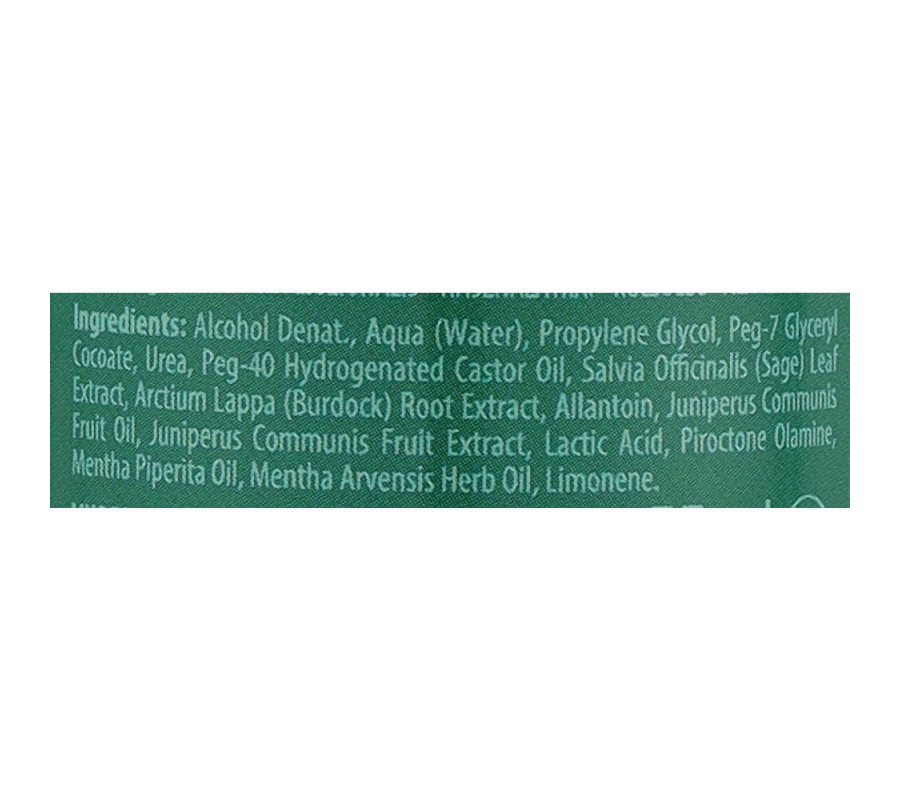 Ingredients: Alcohol Denat., Aqua (Water), Propylene Glycol, Peg-7 Glyceryl
Cocoate, Urea, Peg-40 Hydrogenated Castor Oil, Salvia Officinalis (Sage) Leaf
Extract, Arctium Lappa (Burdock) Root Extract, Allantoin, Juniperus Communis
Fruit Oil, Juniperus Communis Fruit Extract, Lactic Acid, Piroctone Olamine,
Mentha Piperita Oil, Mentha Arvensis Herb Oil, Limonene.